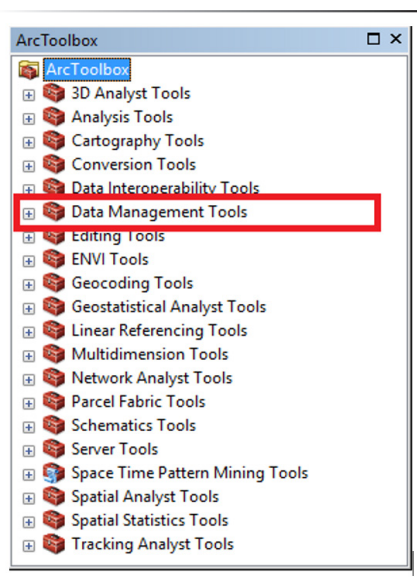 ArcToolbox
ArcToolbox
3D Analyst Tools
Analysis Tools
Cartography Tools
Conversion Tools
Data Interoperability Tools
Data Management Tools
Editing Tools
ENVI Tools
Geocoding Tools
Geostatistical Analyst Tools
Linear Referencing Tools
Multidimension Tools
Network Analyst Tools
Parcel Fabric Tools
Schematics Tools
Server Tools
Space Time Pattern Mining Tools
Spatial Analyst Tools
Spatial Statistics Tools
Tracking Analyst Tools